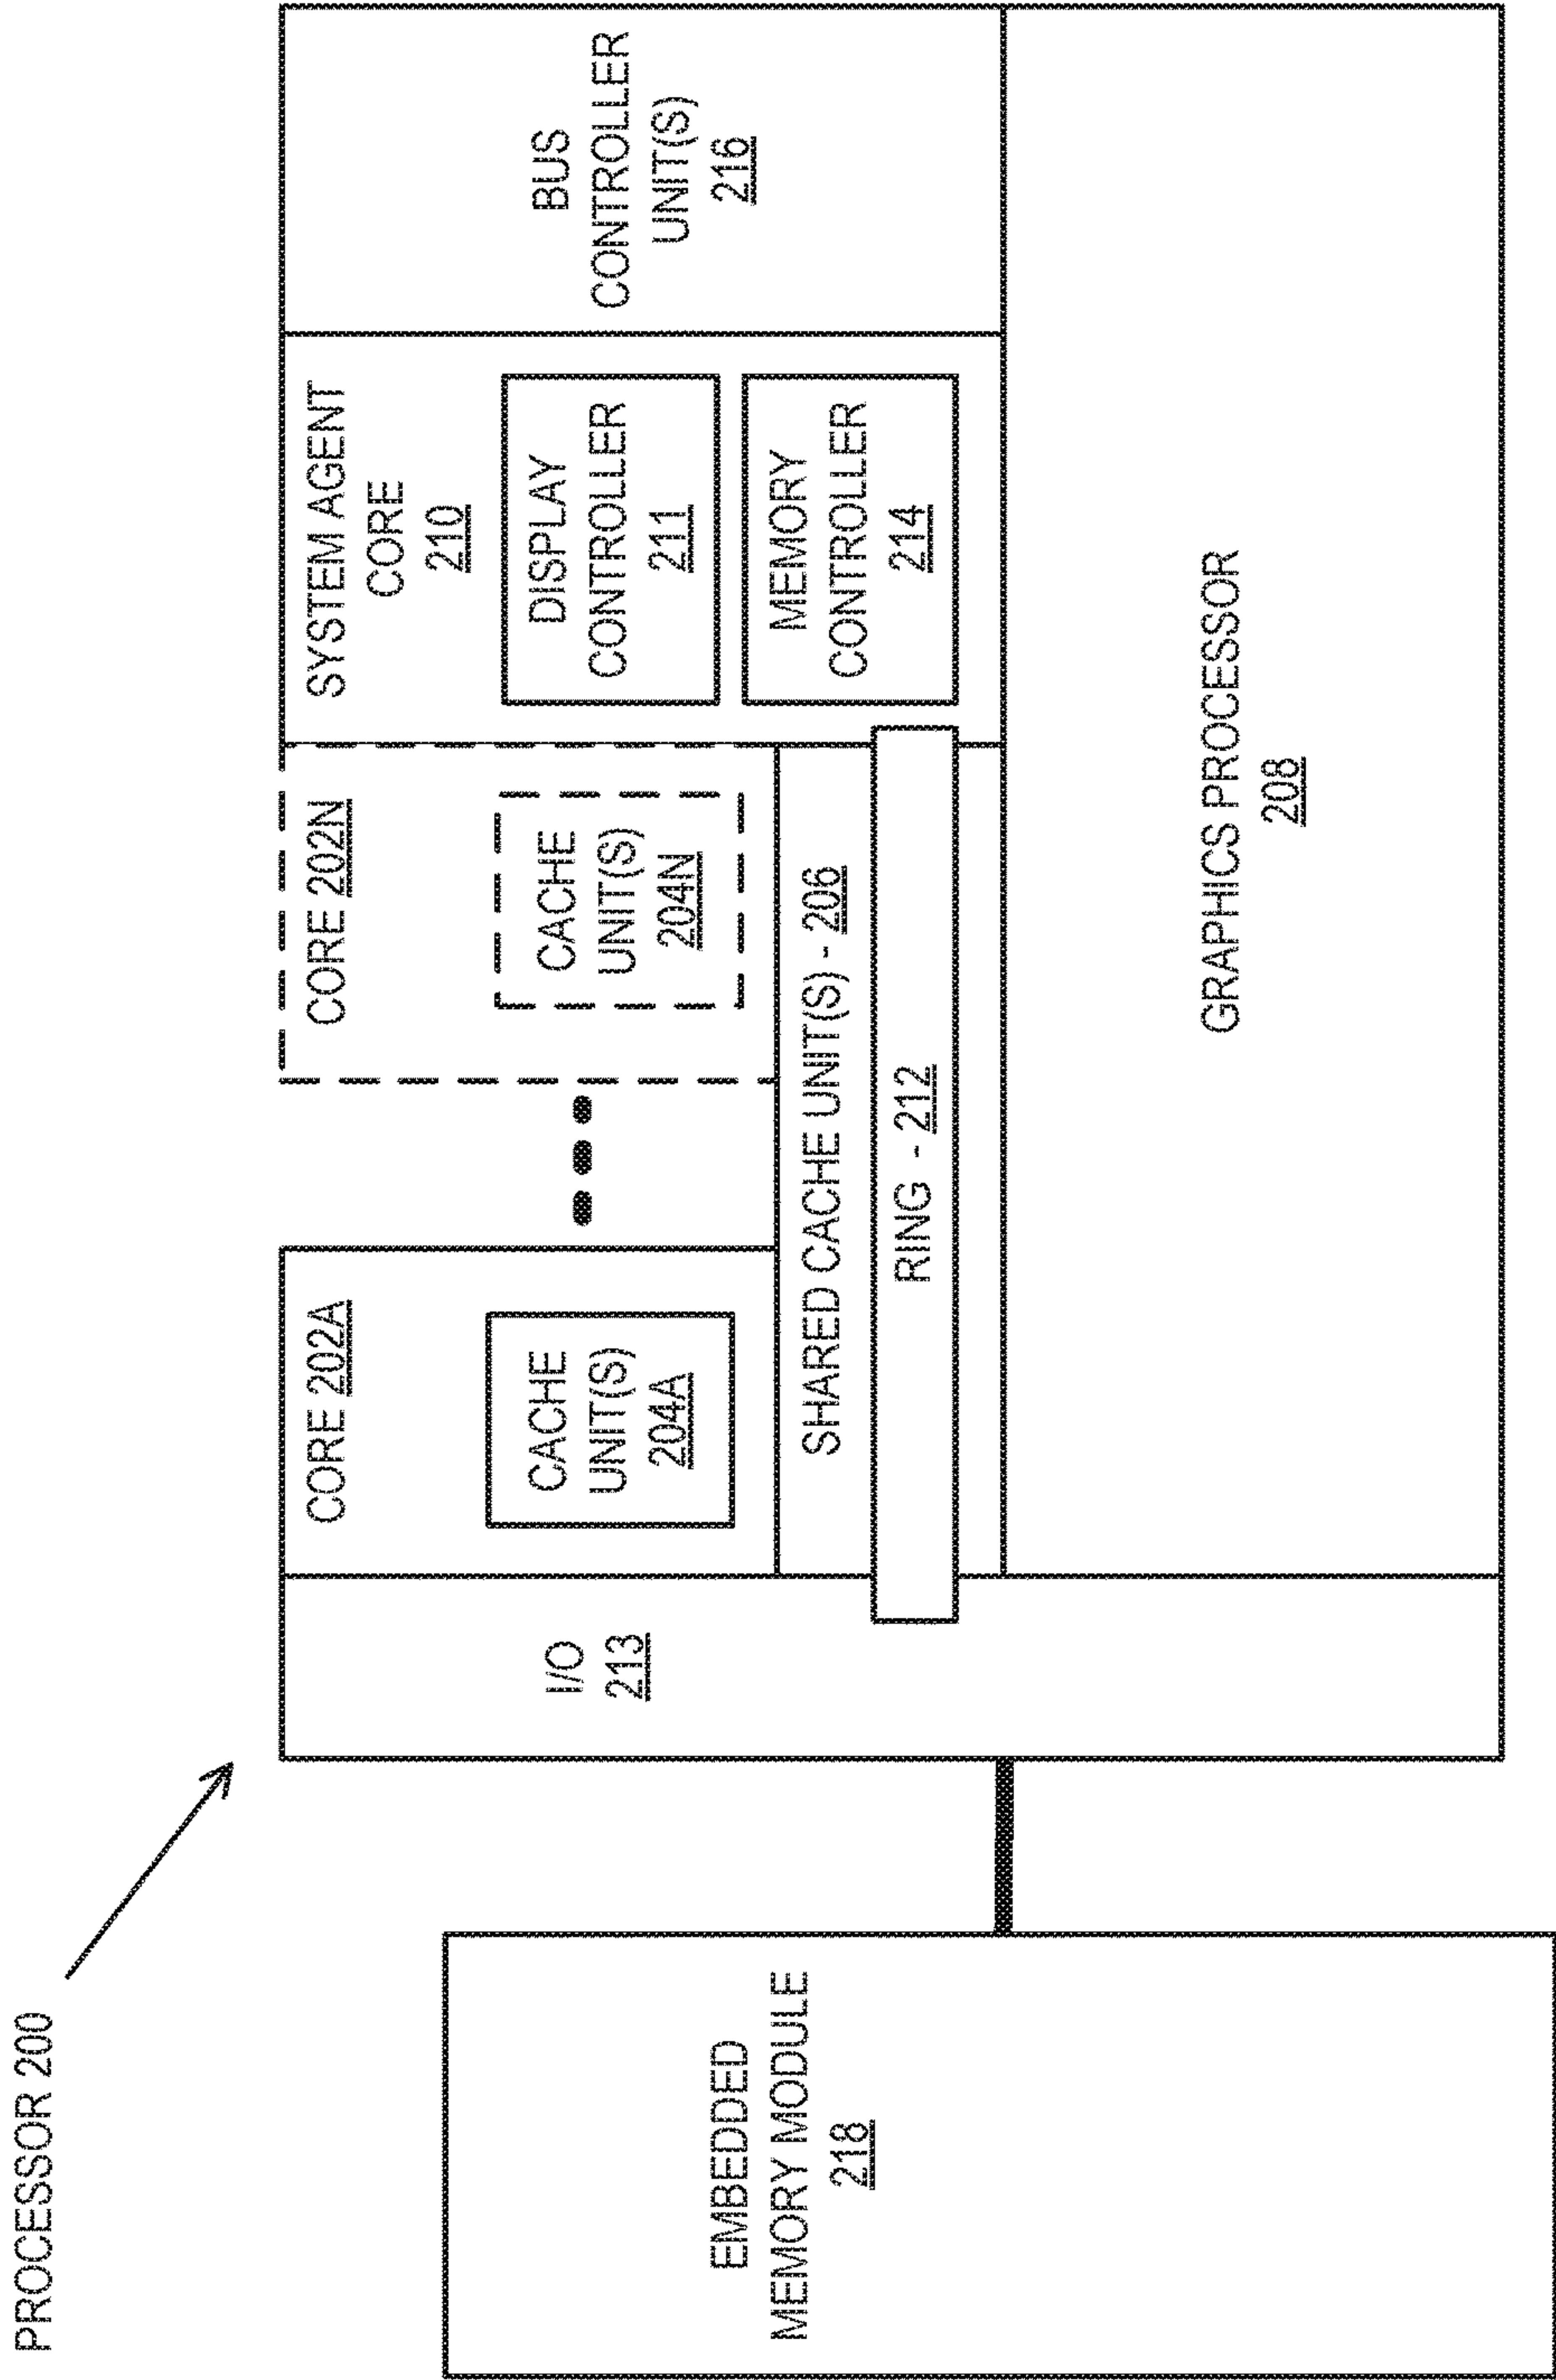 PROCESSOR 200
EMBEDDED
MEMORY MODULE
218
I/O
213
CORE 202A
CACHE
UNIT(S)
204A
CORE 202N
CACHE
UNIT(S)
204N
SHARED CACHE UNIT(S) - 206
RING - 212
SYSTEM AGENT
CORE
210
DISPLAY
CONTROLLER
211
MEMORY
CONTROLLER
214
BUS
CONTROLLER
UNIT(S)
216
GRAPHICS PROCESSOR
208